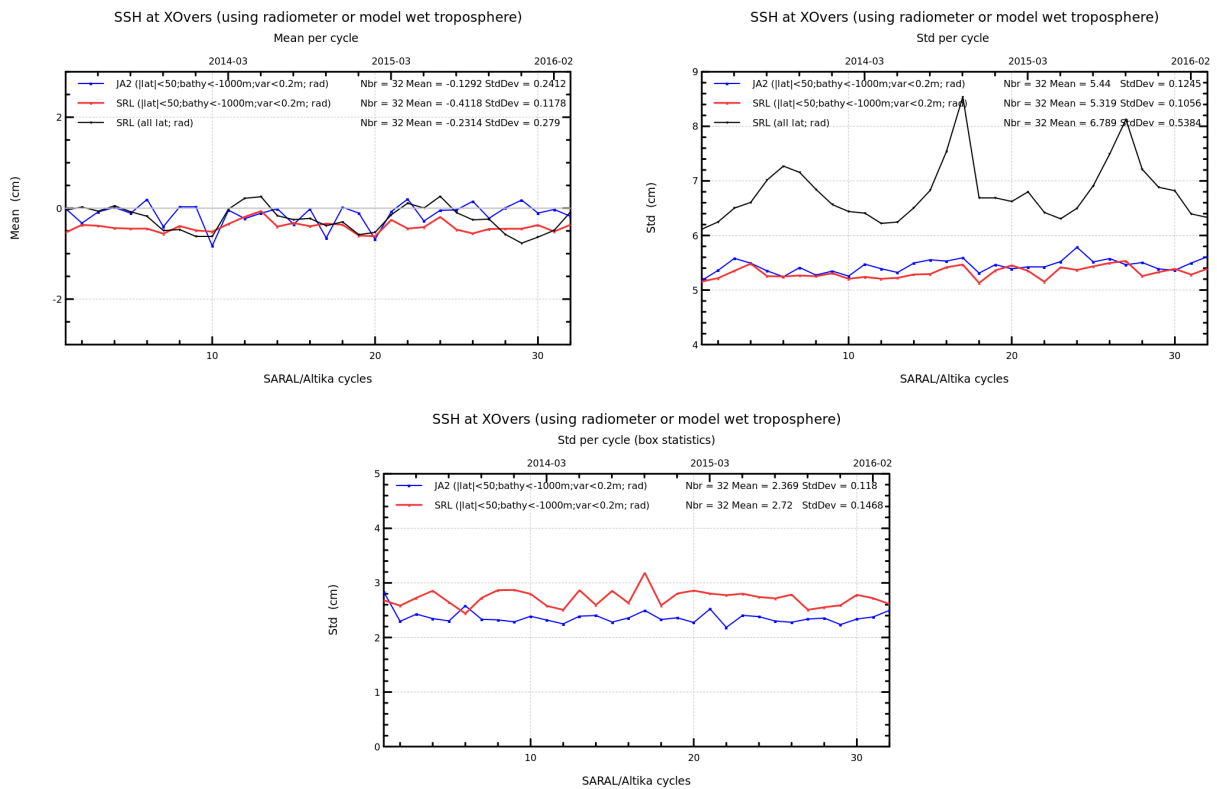 SSH at XOvers (using radiometer or model wet troposphere)
Mean per cycle
2014-03 2015-03 2016-02
JA2 (|lat|<50;bathy<-1000m;var<0.2m; rad) Nbr = 32 Mean = -0.1292 StdDev = 0.2412
SRL (|lat|<50;bathy<-1000m;var<0.2m; rad) Nbr = 32 Mean = -0.4118 StdDev = 0.1178
SRL (all lat; rad) Nbr = 32 Mean = -0.2314 StdDev = 0.279
2
0
-2
Mean (cm)
10 20 30
SARAL/Altika cycles
SSH at XOvers (using radiometer or model wet troposphere)
Std per cycle
2014-03 2015-03 2016-02
JA2 (|lat|<50;bathy<-1000m;var<0.2m; rad) Nbr = 32 Mean = 5.44 StdDev = 0.1245
SRL (|lat|<50;bathy<-1000m;var<0.2m; rad) Nbr = 32 Mean = 5.319 StdDev = 0.1056
SRL (all lat; rad) Nbr = 32 Mean = 6.789 StdDev = 0.5384
9
8
7
6
5
4
Std (cm)
10 20 30
SARAL/Altika cycles
SSH at XOvers (using radiometer or model wet troposphere)
Std per cycle (box statistics)
2014-03 2015-03 2016-02
JA2 (|lat|<50;bathy<-1000m;var<0.2m; rad) Nbr = 32 Mean = 2.369 StdDev = 0.118
SRL (|lat|<50;bathy<-1000m;var<0.2m; rad) Nbr = 32 Mean = 2.72 StdDev = 0.1468
5
4
3
2
1
0
Std (cm)
10 20 30
SARAL/Altika cycles